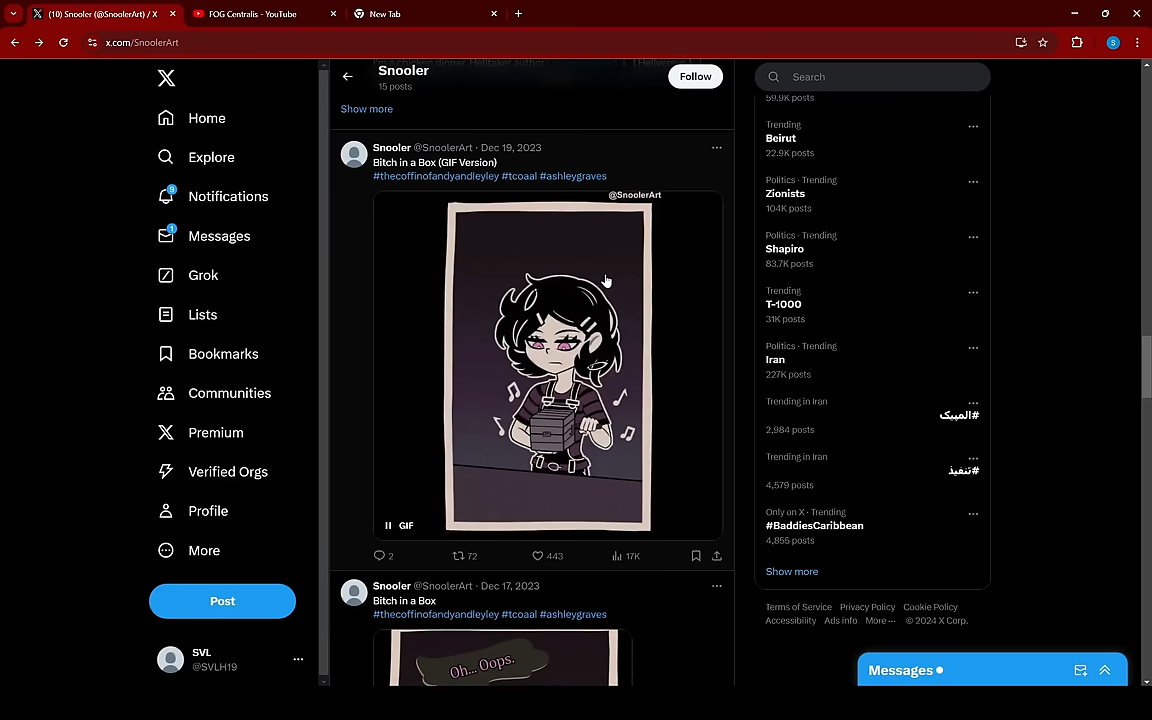 (10) Snooler (@SnoolerArt) / X
FOG Centralis - YouTube
New Tab
x.com/SnoolerArt
S
Home
Explore
9
Notifications
1
Messages
Grok
Lists
Bookmarks
Communities
Premium
Verified Orgs
Profile
More
Post
SVL
@SVLH19
Snooler
15 posts
Follow
Show more
Snooler @SnoolerArt · Dec 19, 2023
Bitch in a Box (GIF Version)
#thecoffinofandyandleyley #tcoaal #ashleygraves
@SnoolerArt
GIF
2
72
443
17K
Snooler @SnoolerArt · Dec 17, 2023
Bitch in a Box
#thecoffinofandyandleyley #tcoaal #ashleygraves
Oh... Oops.
Search
59.9K posts
Trending
Beirut
22.9K posts
Politics · Trending
Zionists
104K posts
Politics · Trending
Shapiro
83.7K posts
Trending
T-1000
31K posts
Politics · Trending
Iran
227K posts
Trending in Iran
#المپیک
2,984 posts
Trending in Iran
#تنفیذ
4,579 posts
Only on X · Trending
#BaddiesCaribbean
4,855 posts
Show more
Terms of Service Privacy Policy Cookie Policy
Accessibility Ads info More ··· © 2024 X Corp.
Messages